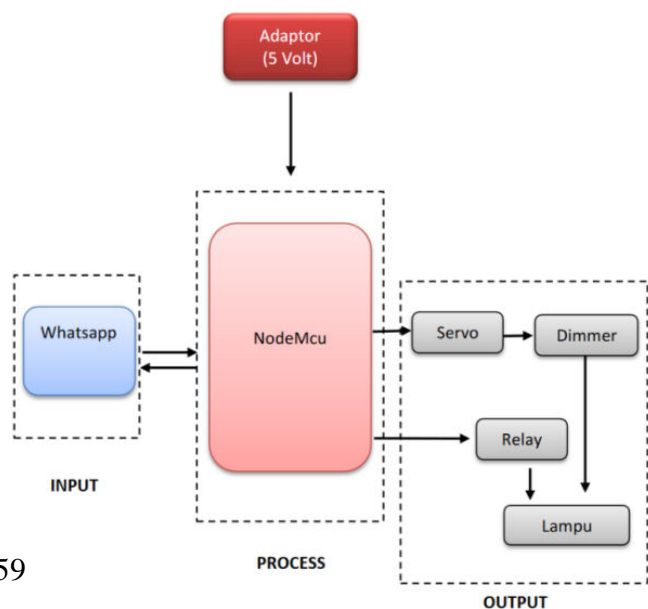 Adaptor
(5 Volt)
Whatsapp
NodeMcu
Servo
Dimmer
Relay
Lampu
INPUT
PROCESS
OUTPUT
59